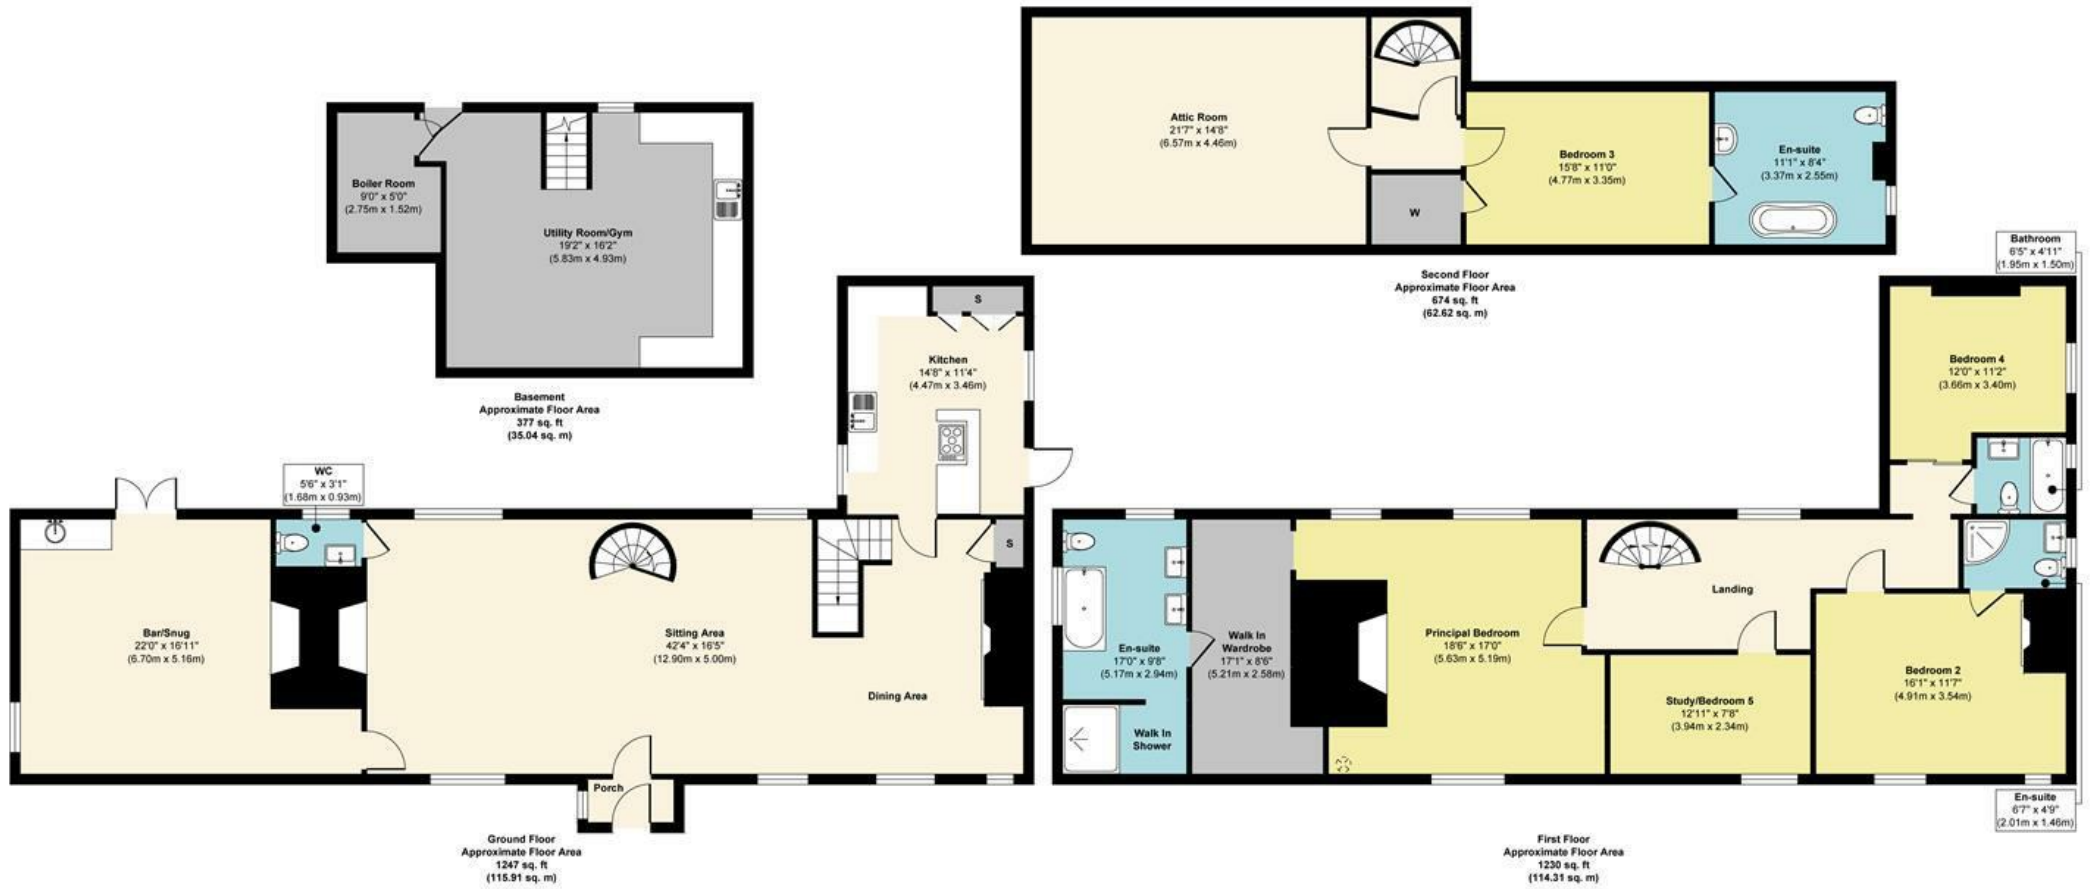 Boiler Room
9'0" x 5'0"
(2.75m x 1.52m)
Utility Room/Gym
19'2" x 16'2"
(5.83m x 4.93m)
Basement
Approximate Floor Area
377 sq. ft
(35.04 sq. m)
Attic Room
21'7" x 14'8"
(6.57m x 4.46m)
W
Bedroom 3
15'8" x 11'0"
(4.77m x 3.35m)
En-suite
11'1" x 8'4"
(3.37m x 2.55m)
Second Floor
Approximate Floor Area
674 sq. ft
(62.62 sq. m)
S
Kitchen
14'8" x 11'4"
(4.47m x 3.46m)
WC
5'6" x 3'1"
(1.68m x 0.93m)
S
Bar/Snug
22'0" x 16'11"
(6.70m x 5.16m)
Sitting Area
42'4" x 16'5"
(12.90m x 5.00m)
Dining Area
Porch
Ground Floor
Approximate Floor Area
1247 sq. ft
(115.91 sq. m)
Bathroom
6'5" x 4'11"
(1.95m x 1.50m)
Bedroom 4
12'0" x 11'2"
(3.66m x 3.40m)
Landing
En-suite
17'0" x 9'8"
(5.17m x 2.94m)
Walk In
Wardrobe
17'1" x 8'6"
(5.21m x 2.58m)
Principal Bedroom
18'6" x 17'0"
(5.63m x 5.19m)
Walk In
Shower
Study/Bedroom 5
12'11" x 7'8"
(3.94m x 2.34m)
Bedroom 2
16'1" x 11'7"
(4.91m x 3.54m)
En-suite
6'7" x 4'9"
(2.01m x 1.46m)
First Floor
Approximate Floor Area
1230 sq. ft
(114.31 sq. m)